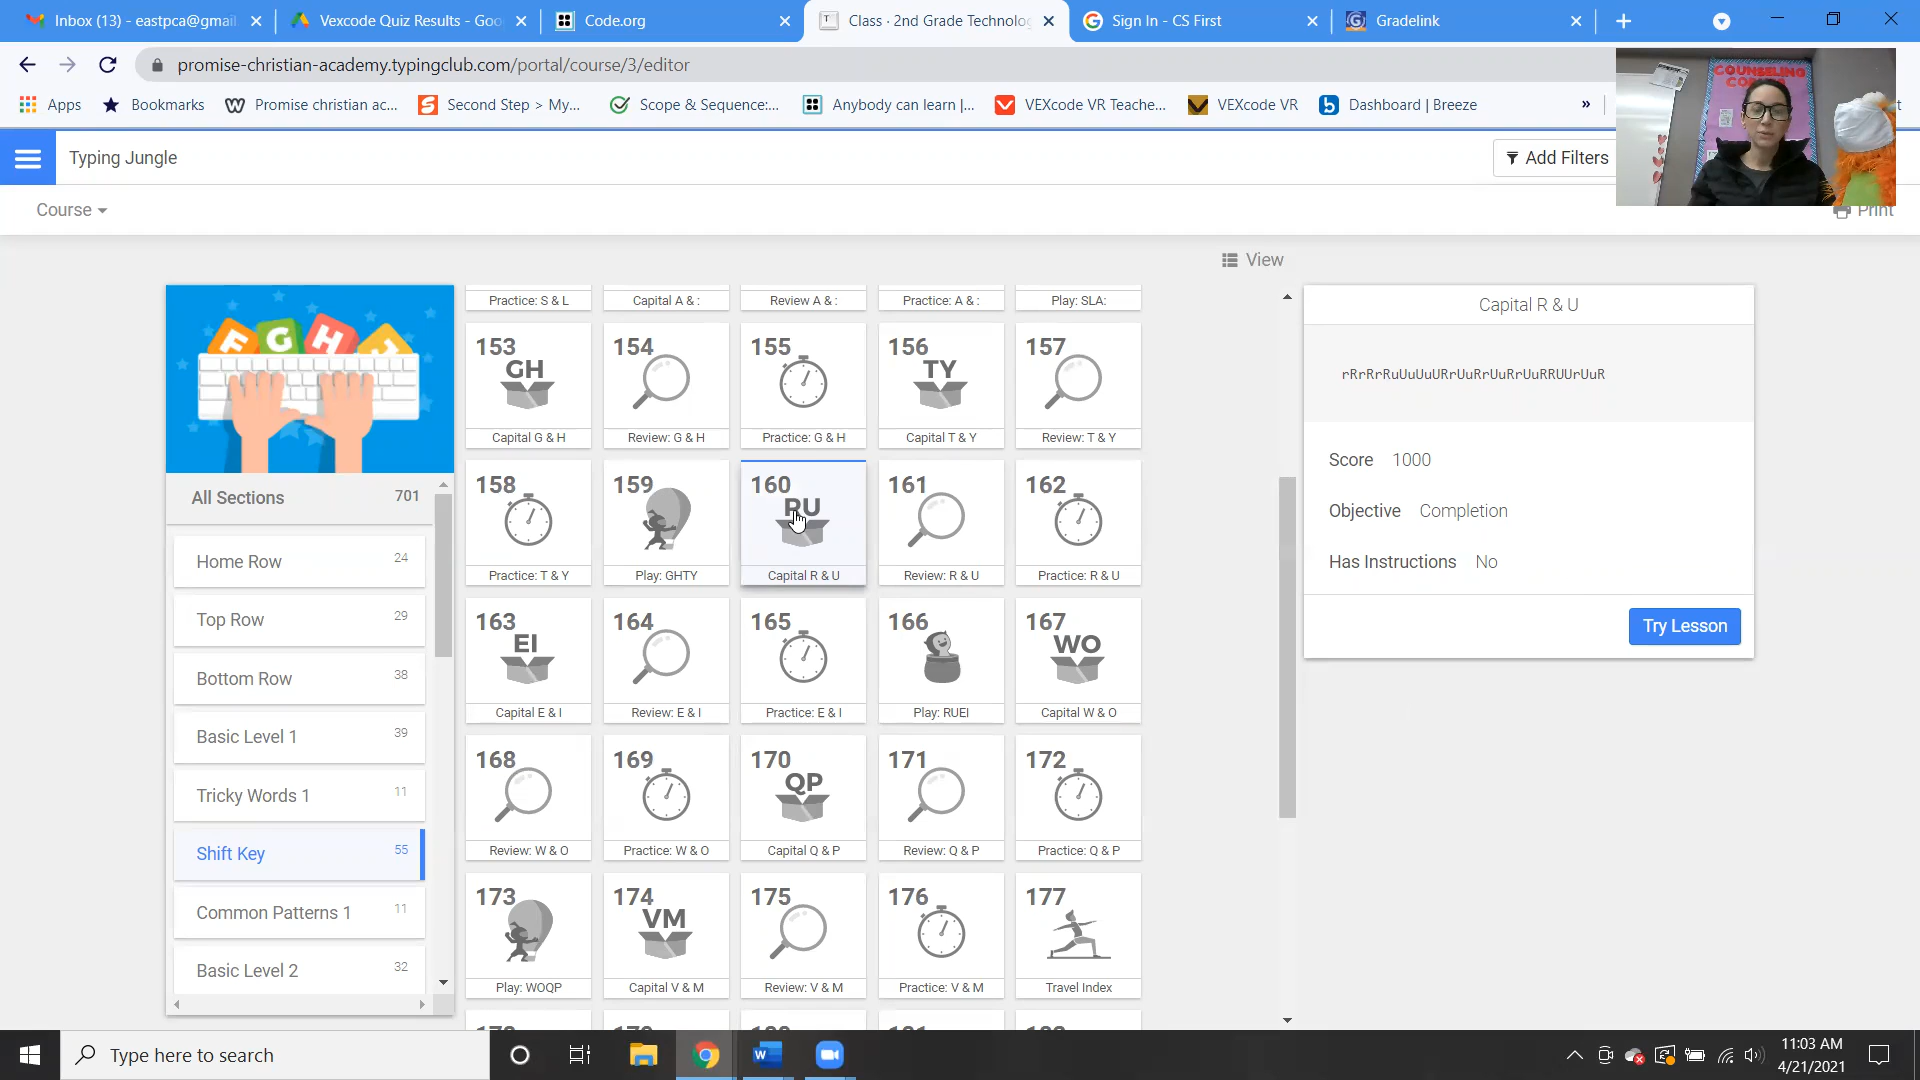 Inbox (13) - eastpca@gmail
Vexcode Quiz Results - Goo
Code.org
Class · 2nd Grade Technolog
Sign In - CS First
Gradelink
promise-christian-academy.typingclub.com/portal/course/3/editor
Apps
Bookmarks
Promise christian ac...
Second Step > My...
Scope & Sequence:...
Anybody can learn |...
VEXcode VR Teache...
VEXcode VR
Dashboard | Breeze
»
COUNSELING
Typing Jungle
Add Filters
Course
Print
View
All Sections 701
Home Row 24
Top Row 29
Bottom Row 38
Basic Level 1 39
Tricky Words 1 11
Shift Key 55
Common Patterns 1 11
Basic Level 2 32
Practice: S & L
Capital A & :
Review A & :
Practice: A & :
Play: SLA:
153 GH Capital G & H
154 Review: G & H
155 Practice: G & H
156 TY Capital T & Y
157 Review: T & Y
158 Practice: T & Y
159 Play: GHTY
160 RU Capital R & U
161 Review: R & U
162 Practice: R & U
163 EI Capital E & I
164 Review: E & I
165 Practice: E & I
166 Play: RUEI
167 WO Capital W & O
168 Review: W & O
169 Practice: W & O
170 QP Capital Q & P
171 Review: Q & P
172 Practice: Q & P
173 Play: WOQP
174 VM Capital V & M
175 Review: V & M
176 Practice: V & M
177 Travel Index
Capital R & U
rRrRrRuUuUuURrUuRrUuRrUuRRUUrUuR
Score 1000
Objective Completion
Has Instructions No
Try Lesson
Type here to search
11:03 AM
4/21/2021